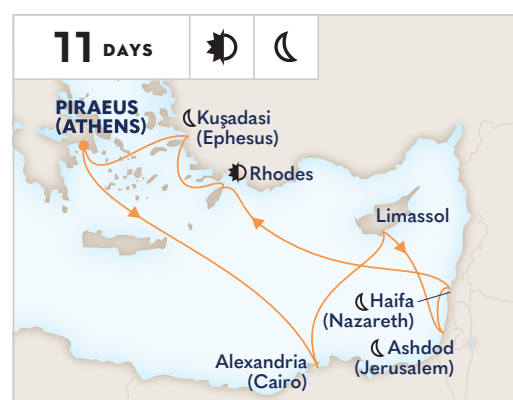 11 DAYS
PIRAEUS
(ATHENS)
Kuşadasi
(Ephesus)
Rhodes
Limassol
Haifa
(Nazareth)
Ashdod
(Jerusalem)
Alexandria
(Cairo)